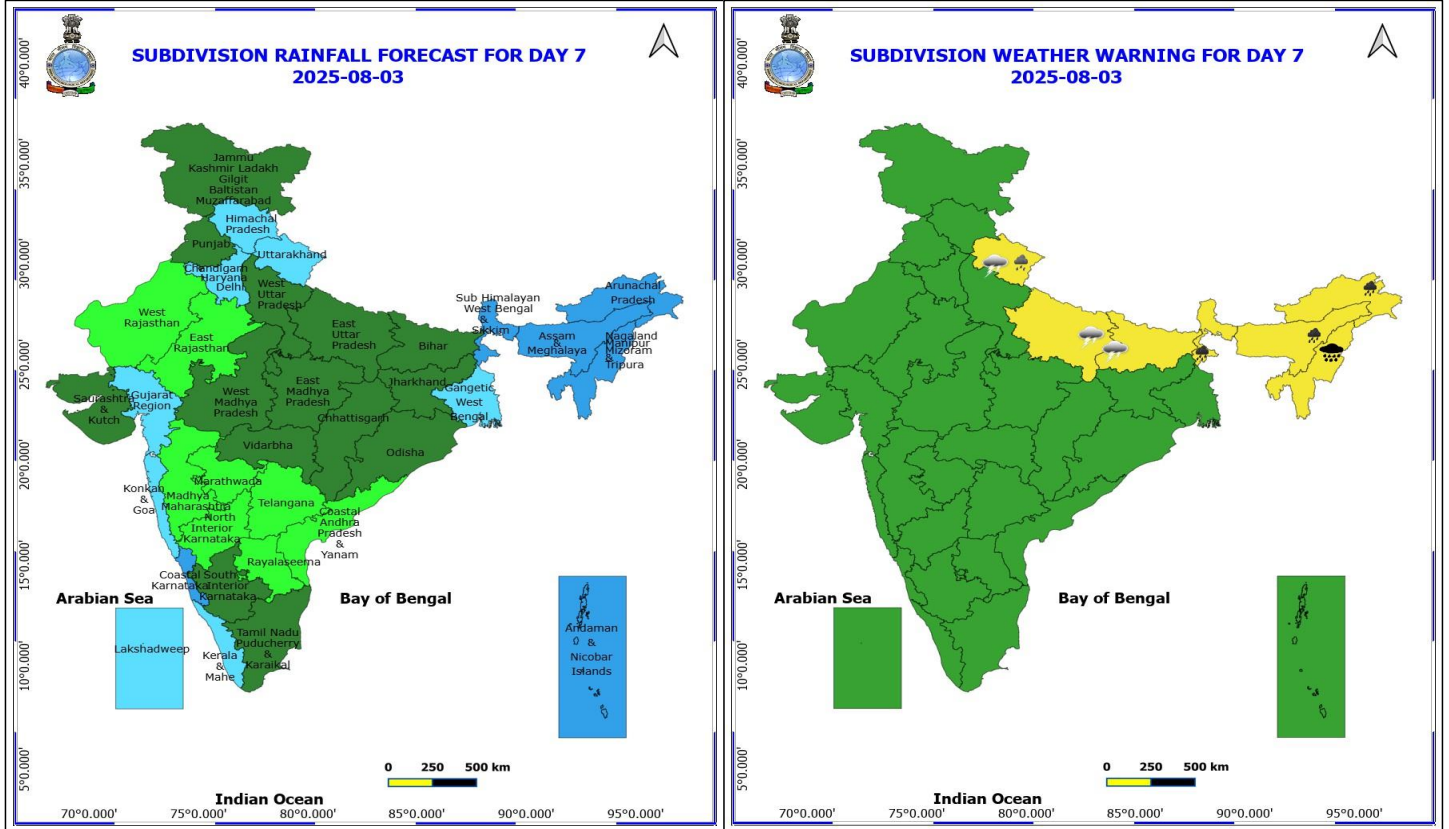 SUBDIVISION RAINFALL FORECAST FOR DAY 7
2025-08-03
40°0.000'
35°0.000'
30°0.000'
25°0.000'
20°0.000'
15°0.000'
10°0.000'
5°0.000'
Jammu
Kashmir Ladakh
Gilgit
Baltistan
Muzaffarabad
Himachal
Pradesh
Punjab
Uttarakhand
Chandigarh
Haryana
Delhi
West
Uttar
Pradesh
West
Rajasthan
East
Rajasthan
East
Uttar
Pradesh
Bihar
Sub Himalayan
West Bengal
&
Sikkim
Arunachal
Pradesh
Assam
&
Meghalaya
Nagaland
Manipur
Mizoram
&
Tripura
Saurashtra
&
Kutch
Gujarat
Region
West
Madhya
Pradesh
East
Madhya
Pradesh
Jharkhand
Gangetic
West
Bengal
Chhattisgarh
Vidarbha
Odisha
Konkan
&
Goa
Madhya
Maharashtra
Marathwada
North
Interior
Karnataka
Telangana
Coastal
Andhra
Pradesh
&
Yanam
Rayalaseema
Coastal
Karnataka
South
Interior
Karnataka
Arabian Sea
Bay of Bengal
Lakshadweep
Kerala
&
Mahe
Tamil Nadu
Puducherry
&
Karaikal
Andaman
&
Nicobar
Islands
0 250 500 km
Indian Ocean
70°0.000' 75°0.000' 80°0.000' 85°0.000' 90°0.000' 95°0.000'
SUBDIVISION WEATHER WARNING FOR DAY 7
2025-08-03
40°0.000'
35°0.000'
30°0.000'
25°0.000'
20°0.000'
15°0.000'
10°0.000'
5°0.000'
Arabian Sea
Bay of Bengal
0 250 500 km
Indian Ocean
70°0.000' 75°0.000' 80°0.000' 85°0.000' 90°0.000' 95°0.000'